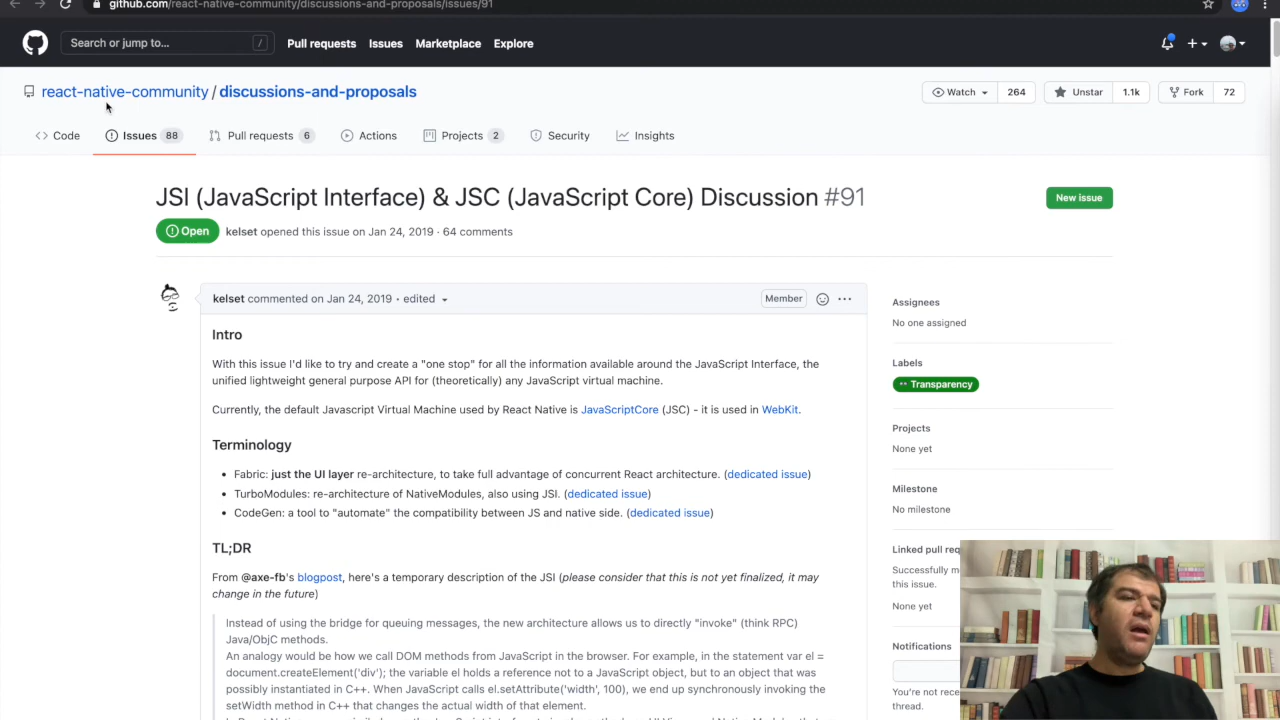 github.com/react-native-community/discussions-and-proposals/issues/91
Search or jump to... /
Pull requests Issues Marketplace Explore
react-native-community / discussions-and-proposals
Watch 264 Unstar 1.1k Fork 72
Code Issues 88 Pull requests 6 Actions Projects 2 Security Insights
JSI (JavaScript Interface) & JSC (JavaScript Core) Discussion #91
New issue
Open kelset opened this issue on Jan 24, 2019 · 64 comments
kelset commented on Jan 24, 2019 • edited
Member
Intro
With this issue I'd like to try and create a "one stop" for all the information available around the JavaScript Interface, the
unified lightweight general purpose API for (theoretically) any JavaScript virtual machine.
Currently, the default Javascript Virtual Machine used by React Native is JavaScriptCore (JSC) - it is used in WebKit.
Terminology
• Fabric: just the UI layer re-architecture, to take full advantage of concurrent React architecture. (dedicated issue)
• TurboModules: re-architecture of NativeModules, also using JSI. (dedicated issue)
• CodeGen: a tool to "automate" the compatibility between JS and native side. (dedicated issue)
TL;DR
From @axe-fb's blogpost, here's a temporary description of the JSI (please consider that this is not yet finalized, it may
change in the future)
Instead of using the bridge for queuing messages, the new architecture allows us to directly "invoke" (think RPC)
Java/ObjC methods.
An analogy would be how we call DOM methods from JavaScript in the browser. For example, in the statement var el =
document.createElement('div'); the variable el holds a reference not to a JavaScript object, but to an object that was
possibly instantiated in C++. When JavaScript calls el.setAttribute('width', 100), we end up synchronously invoking the
setWidth method in C++ that changes the actual width of that element.
Assignees
No one assigned
Labels
Transparency
Projects
None yet
Milestone
No milestone
Linked pull req
Successfully m
this issue.
None yet
Notifications
You're not rece
thread.